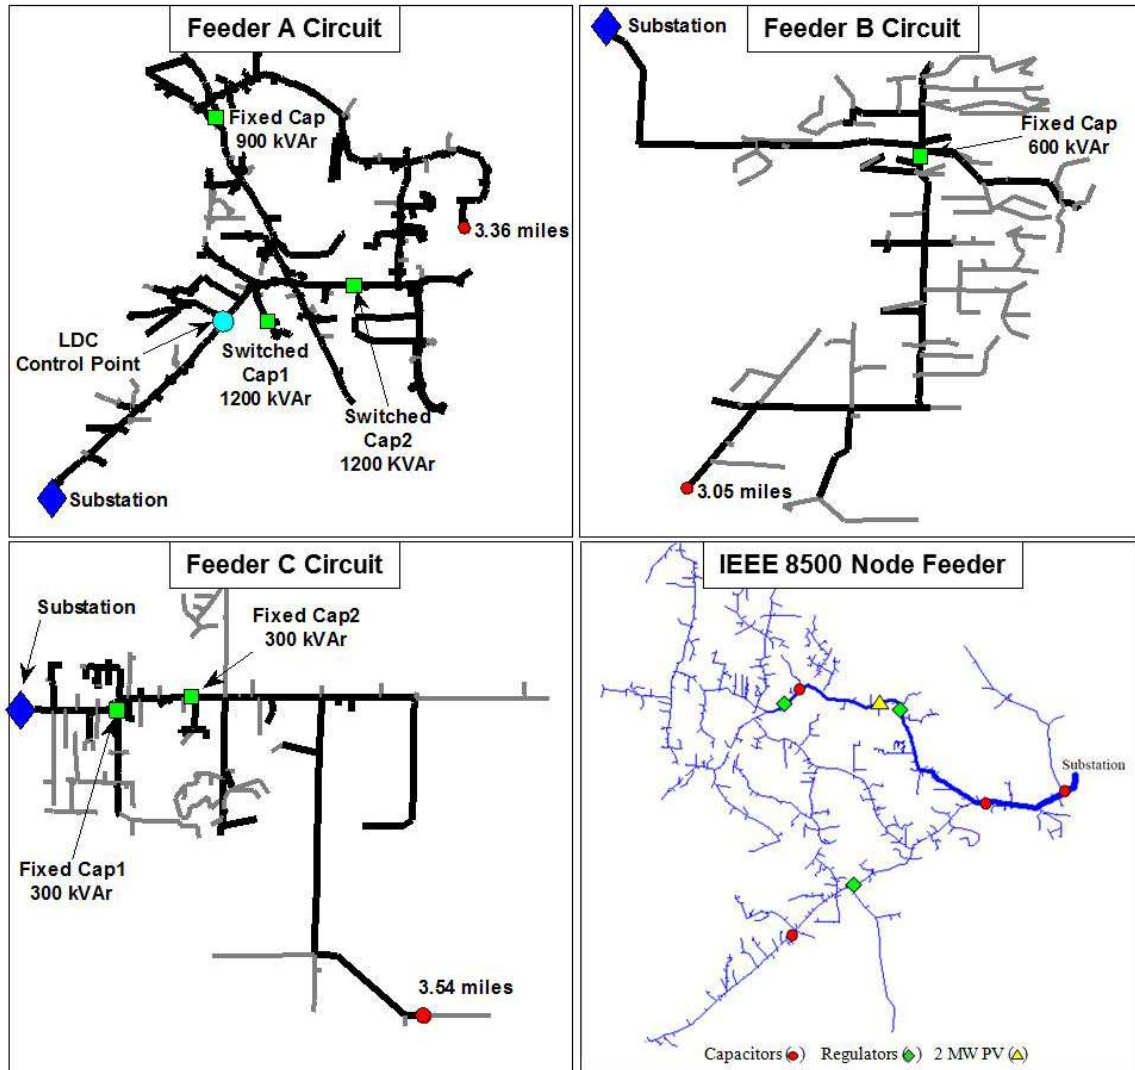 Feeder A Circuit
Fixed Cap
900 kVAr
3.36 miles
LDC
Control Point
Switched
Cap1
1200 kVAr
Switched
Cap2
1200 KVAr
Substation
Feeder B Circuit
Substation
Fixed Cap
600 kVAr
3.05 miles
Feeder C Circuit
Substation
Fixed Cap2
300 kVAr
Fixed Cap1
300 kVAr
3.54 miles
IEEE 8500 Node Feeder
Substation
Capacitors ( ) Regulators ( ) 2 MW PV ( )